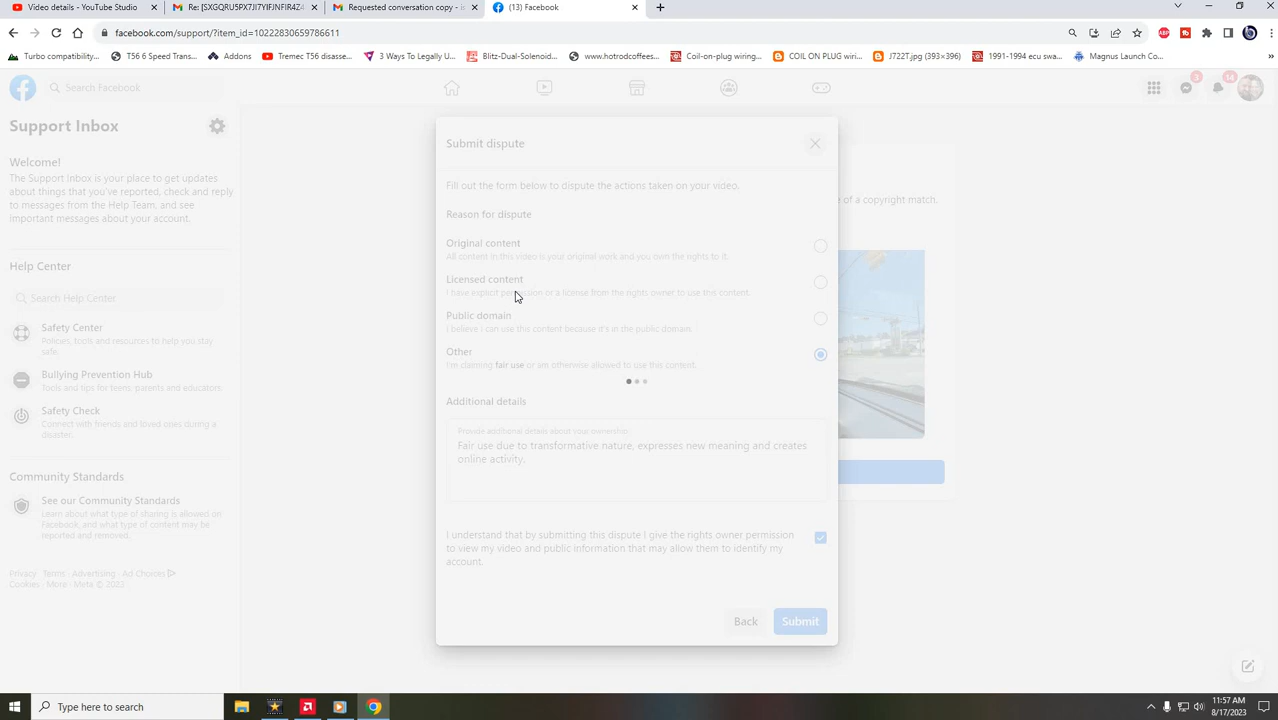 Video details - YouTube Studio
Re: [SXGQRU5PX7JI7YIFJNFIRZ4
Requested conversation copy - is
(13) Facebook
facebook.com/support/?item_id=10222830659786611
Turbo compatibility...
T56 6 Speed Trans...
Addons
Tremec T56 disasse...
3 Ways To Legally U...
Blitz-Dual-Solenoid...
www.hotrodcoffees...
Coil-on-plug wiring...
COIL ON PLUG wiri...
J722T.jpg (393×396)
1991-1994 ecu swa...
Magnus Launch Co...
»
Search Facebook
3
14
Support Inbox
Welcome!
The Support Inbox is your place to get updates
about things that you've reported, check and reply
to messages from the Help Team, and see
important messages about your account.
Help Center
Search Help Center
Safety Center
Policies, tools and resources to help you stay
safe.
Bullying Prevention Hub
Tools and tips for teens, parents and educators.
Safety Check
Connect with friends and loved ones during a
disaster.
Community Standards
See our Community Standards
Learn about what type of sharing is allowed on
Facebook, and what type of content may be
reported and removed.
Privacy · Terms · Advertising · Ad Choices
Cookies · More · Meta © 2022
Submit dispute
Fill out the form below to dispute the actions taken on your video.
Reason for dispute
Original content
All content in this video is your original work and you own the rights to it.
Licensed content
I have explicit permission or a license from the rights owner to use this content.
Public domain
I believe I can use this content because it's in the public domain.
Other
I'm claiming fair use or am otherwise allowed to use this content.
Additional details
Provide additional details about your ownership
Fair use due to transformative nature, expresses new meaning and creates
online activity.
I understand that by submitting this dispute I give the rights owner permission
to view my video and public information that may allow them to identify my
account.
Back
Submit
e of a copyright match.
Type here to search
11:57 AM
8/17/2023